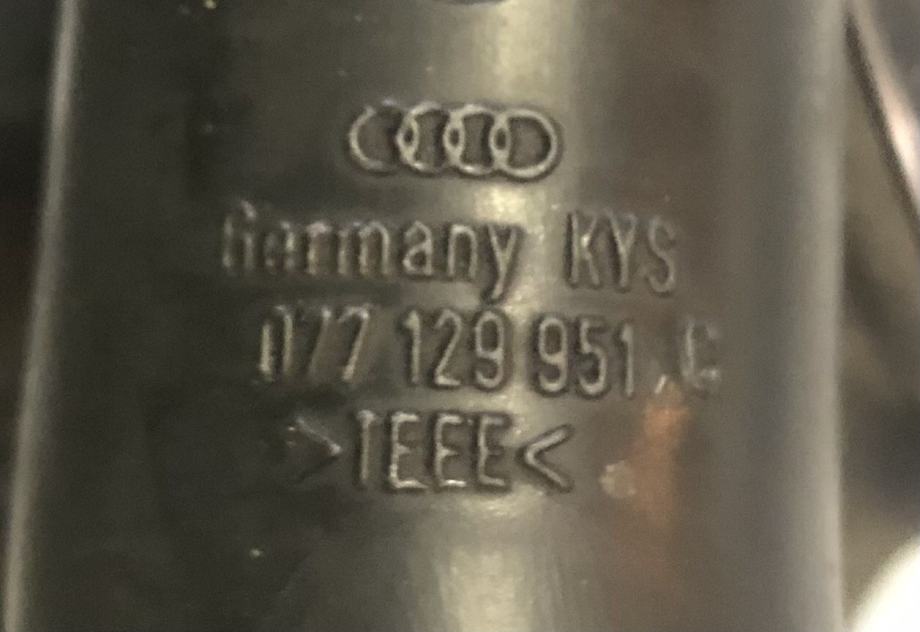 Germany KYS
077 129 951 C
>TEEE<